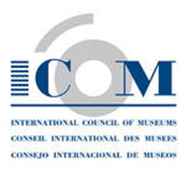 ICOM
INTERNATIONAL COUNCIL OF MUSEUMS
CONSEIL INTERNATIONAL DES MUSEES
CONSEJO INTERNACIONAL DE MUSEOS